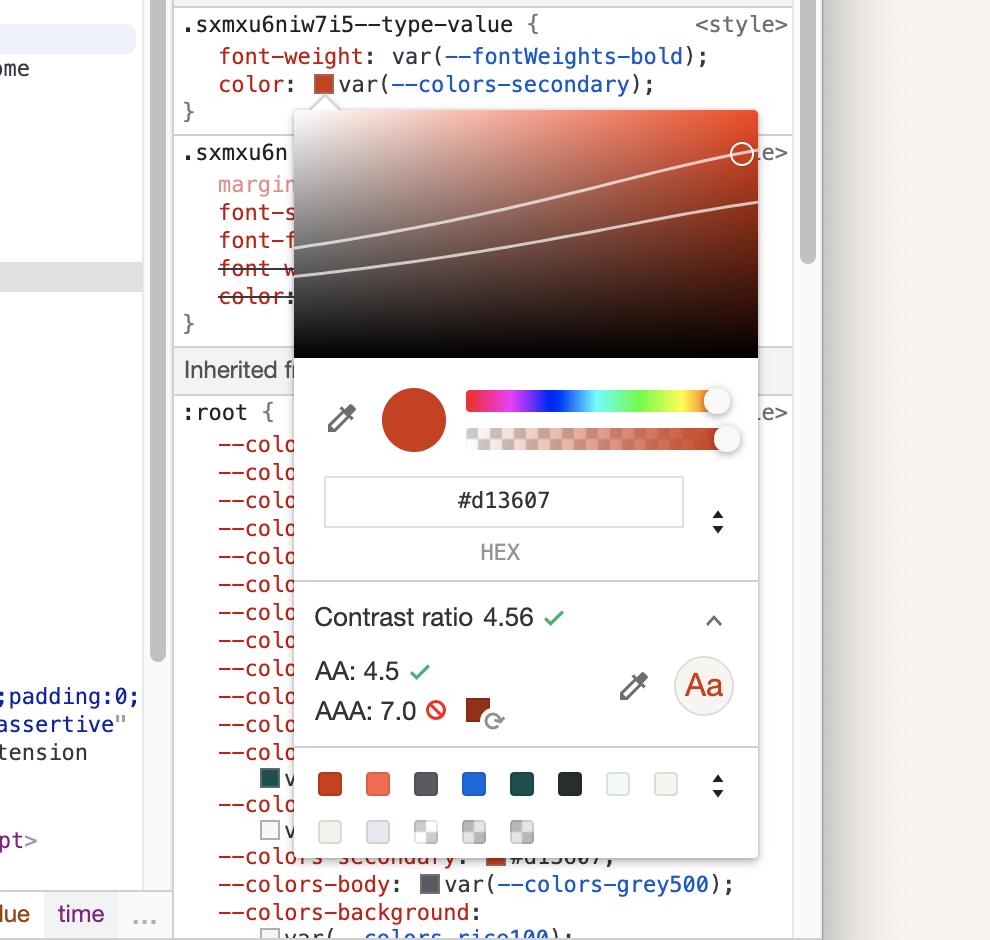 .sxmxu6niw7i5--type-value { <style>
font-weight: var(--fontWeights-bold);
color: var(--colors-secondary);
}
ome
.sxmxu6n le>
margin
font-s
font-f
font-w
color:
}
Inherited fr
:root { le>
--colo
--colo
--colo
--colo
--colo
--colo
--colo
--colo
--colo
--colo
--colo
--colo
v
--colo
v
--colors-secondary: #d13607;
--colors-body: var(--colors-grey500);
--colors-background:
var(--colors-rice100);
#d13607
HEX
Contrast ratio 4.56
AA: 4.5
AAA: 7.0
Aa
;padding:0;
assertive"
tension
pt>
lue time ...